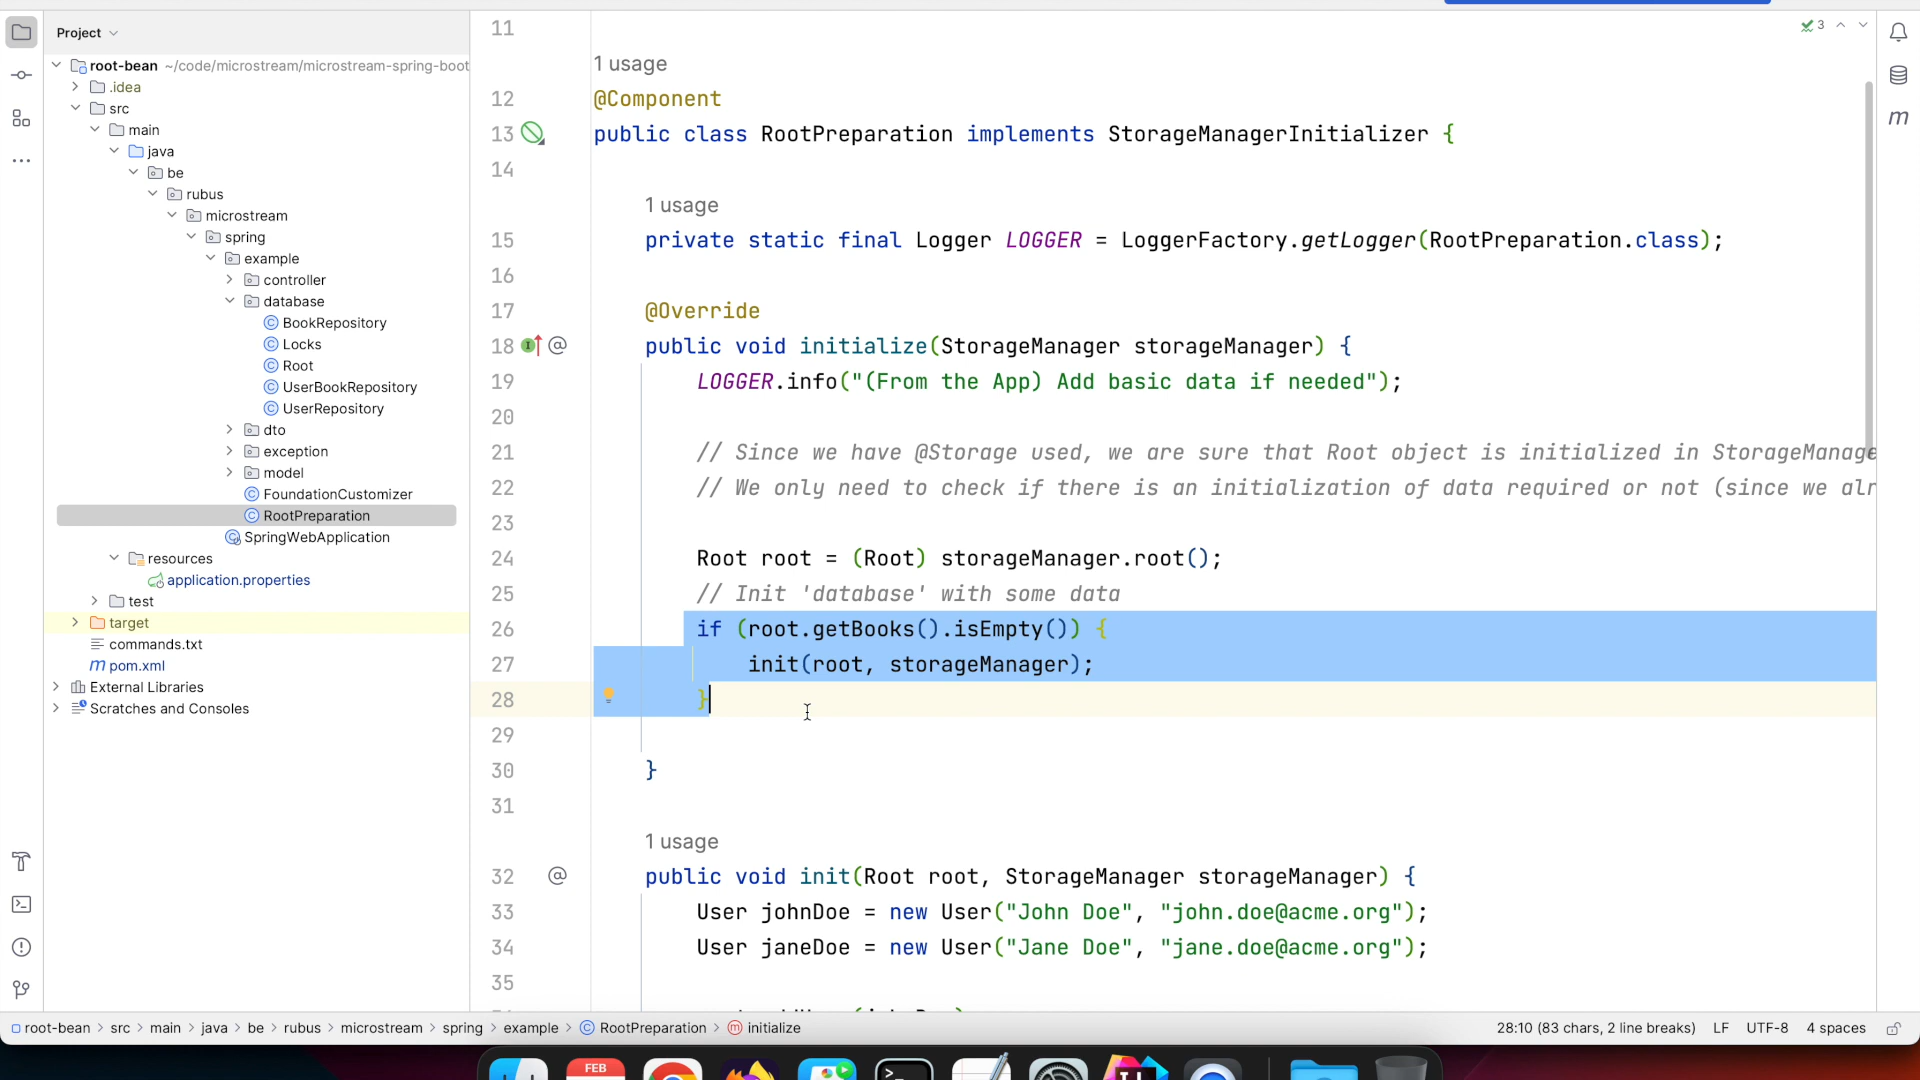 Project
root-bean ~/code/microstream/microstream-spring-boot
.idea
src
main
java
be
rubus
microstream
spring
example
controller
database
BookRepository
Locks
Root
UserBookRepository
UserRepository
dto
exception
model
FoundationCustomizer
RootPreparation
SpringWebApplication
resources
application.properties
test
target
commands.txt
pom.xml
External Libraries
Scratches and Consoles
3
11
1 usage
12 @Component
13 public class RootPreparation implements StorageManagerInitializer {
14
1 usage
15 private static final Logger LOGGER = LoggerFactory.getLogger(RootPreparation.class);
16
17 @Override
18 public void initialize(StorageManager storageManager) {
19 LOGGER.info("(From the App) Add basic data if needed");
20
21 // Since we have @Storage used, we are sure that Root object is initialized in StorageManage
22 // We only need to check if there is an initialization of data required or not (since we alr
23
24 Root root = (Root) storageManager.root();
25 // Init 'database' with some data
26 if (root.getBooks().isEmpty()) {
27 init(root, storageManager);
28 }
29
30 }
31
1 usage
32 public void init(Root root, StorageManager storageManager) {
33 User johnDoe = new User("John Doe", "john.doe@acme.org");
34 User janeDoe = new User("Jane Doe", "jane.doe@acme.org");
35
root-bean > src > main > java > be > rubus > microstream > spring > example > RootPreparation > initialize
28:10 (83 chars, 2 line breaks) LF UTF-8 4 spaces
FEB